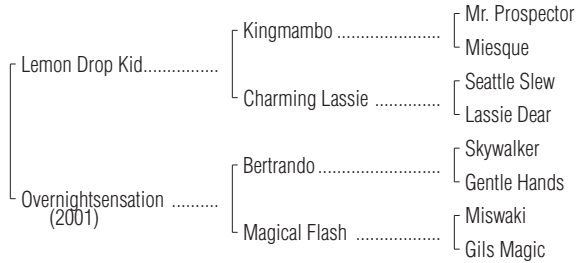 Mr. Prospector
Kingmambo ......................
Miesque
Lemon Drop Kid................
Seattle Slew
Charming Lassie ..............
Lassie Dear
Skywalker
Bertrando..........................
Gentle Hands
Overnightsensation ..........
(2001)
Miswaki
Magical Flash ..................
Gils Magic